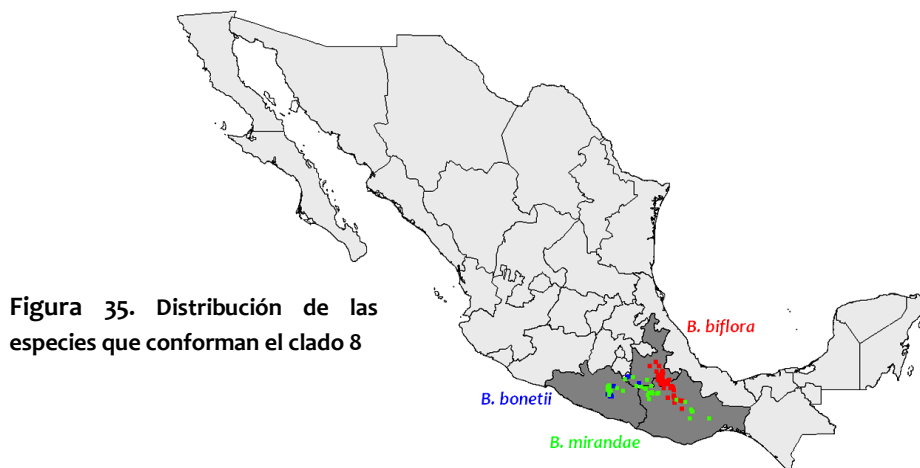 Figura 35. Distribución de las
especies que conforman el clado 8
B. biflora
B. bonetii
B. mirandae